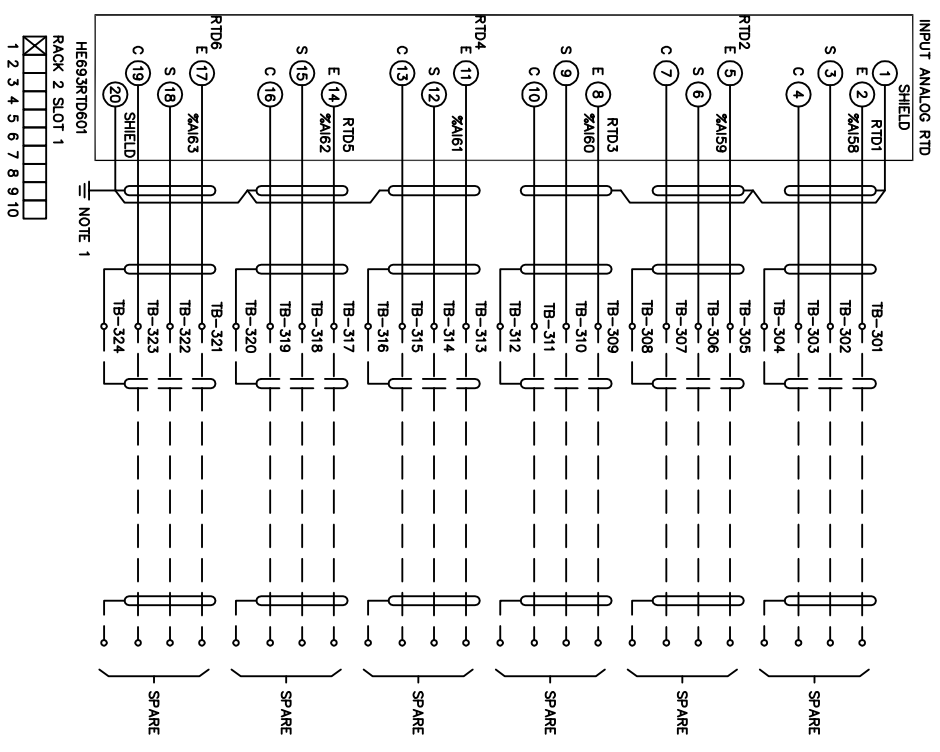 INPUT ANALOG RTD
1 SHIELD
E 2 RTD1
%AI58
S 3
C 4
RTD2
E 5 %AI59
S 6
C 7
E 8 RTD3
%AI60
S 9
C 10
RTD4
E 11 %AI61
S 12
C 13
E 14 RTD5
%AI62
S 15
C 16
RTD6
E 17 %AI63
S 18
C 19
20 SHIELD
HE693RTD601
NOTE 1
RACK 2 SLOT 1
1 2 3 4 5 6 7 8 9 10
TB-301
TB-302
TB-303
TB-304
TB-305
TB-306
TB-307
TB-308
TB-309
TB-310
TB-311
TB-312
TB-313
TB-314
TB-315
TB-316
TB-317
TB-318
TB-319
TB-320
TB-321
TB-322
TB-323
TB-324
SPARE
SPARE
SPARE
SPARE
SPARE
SPARE